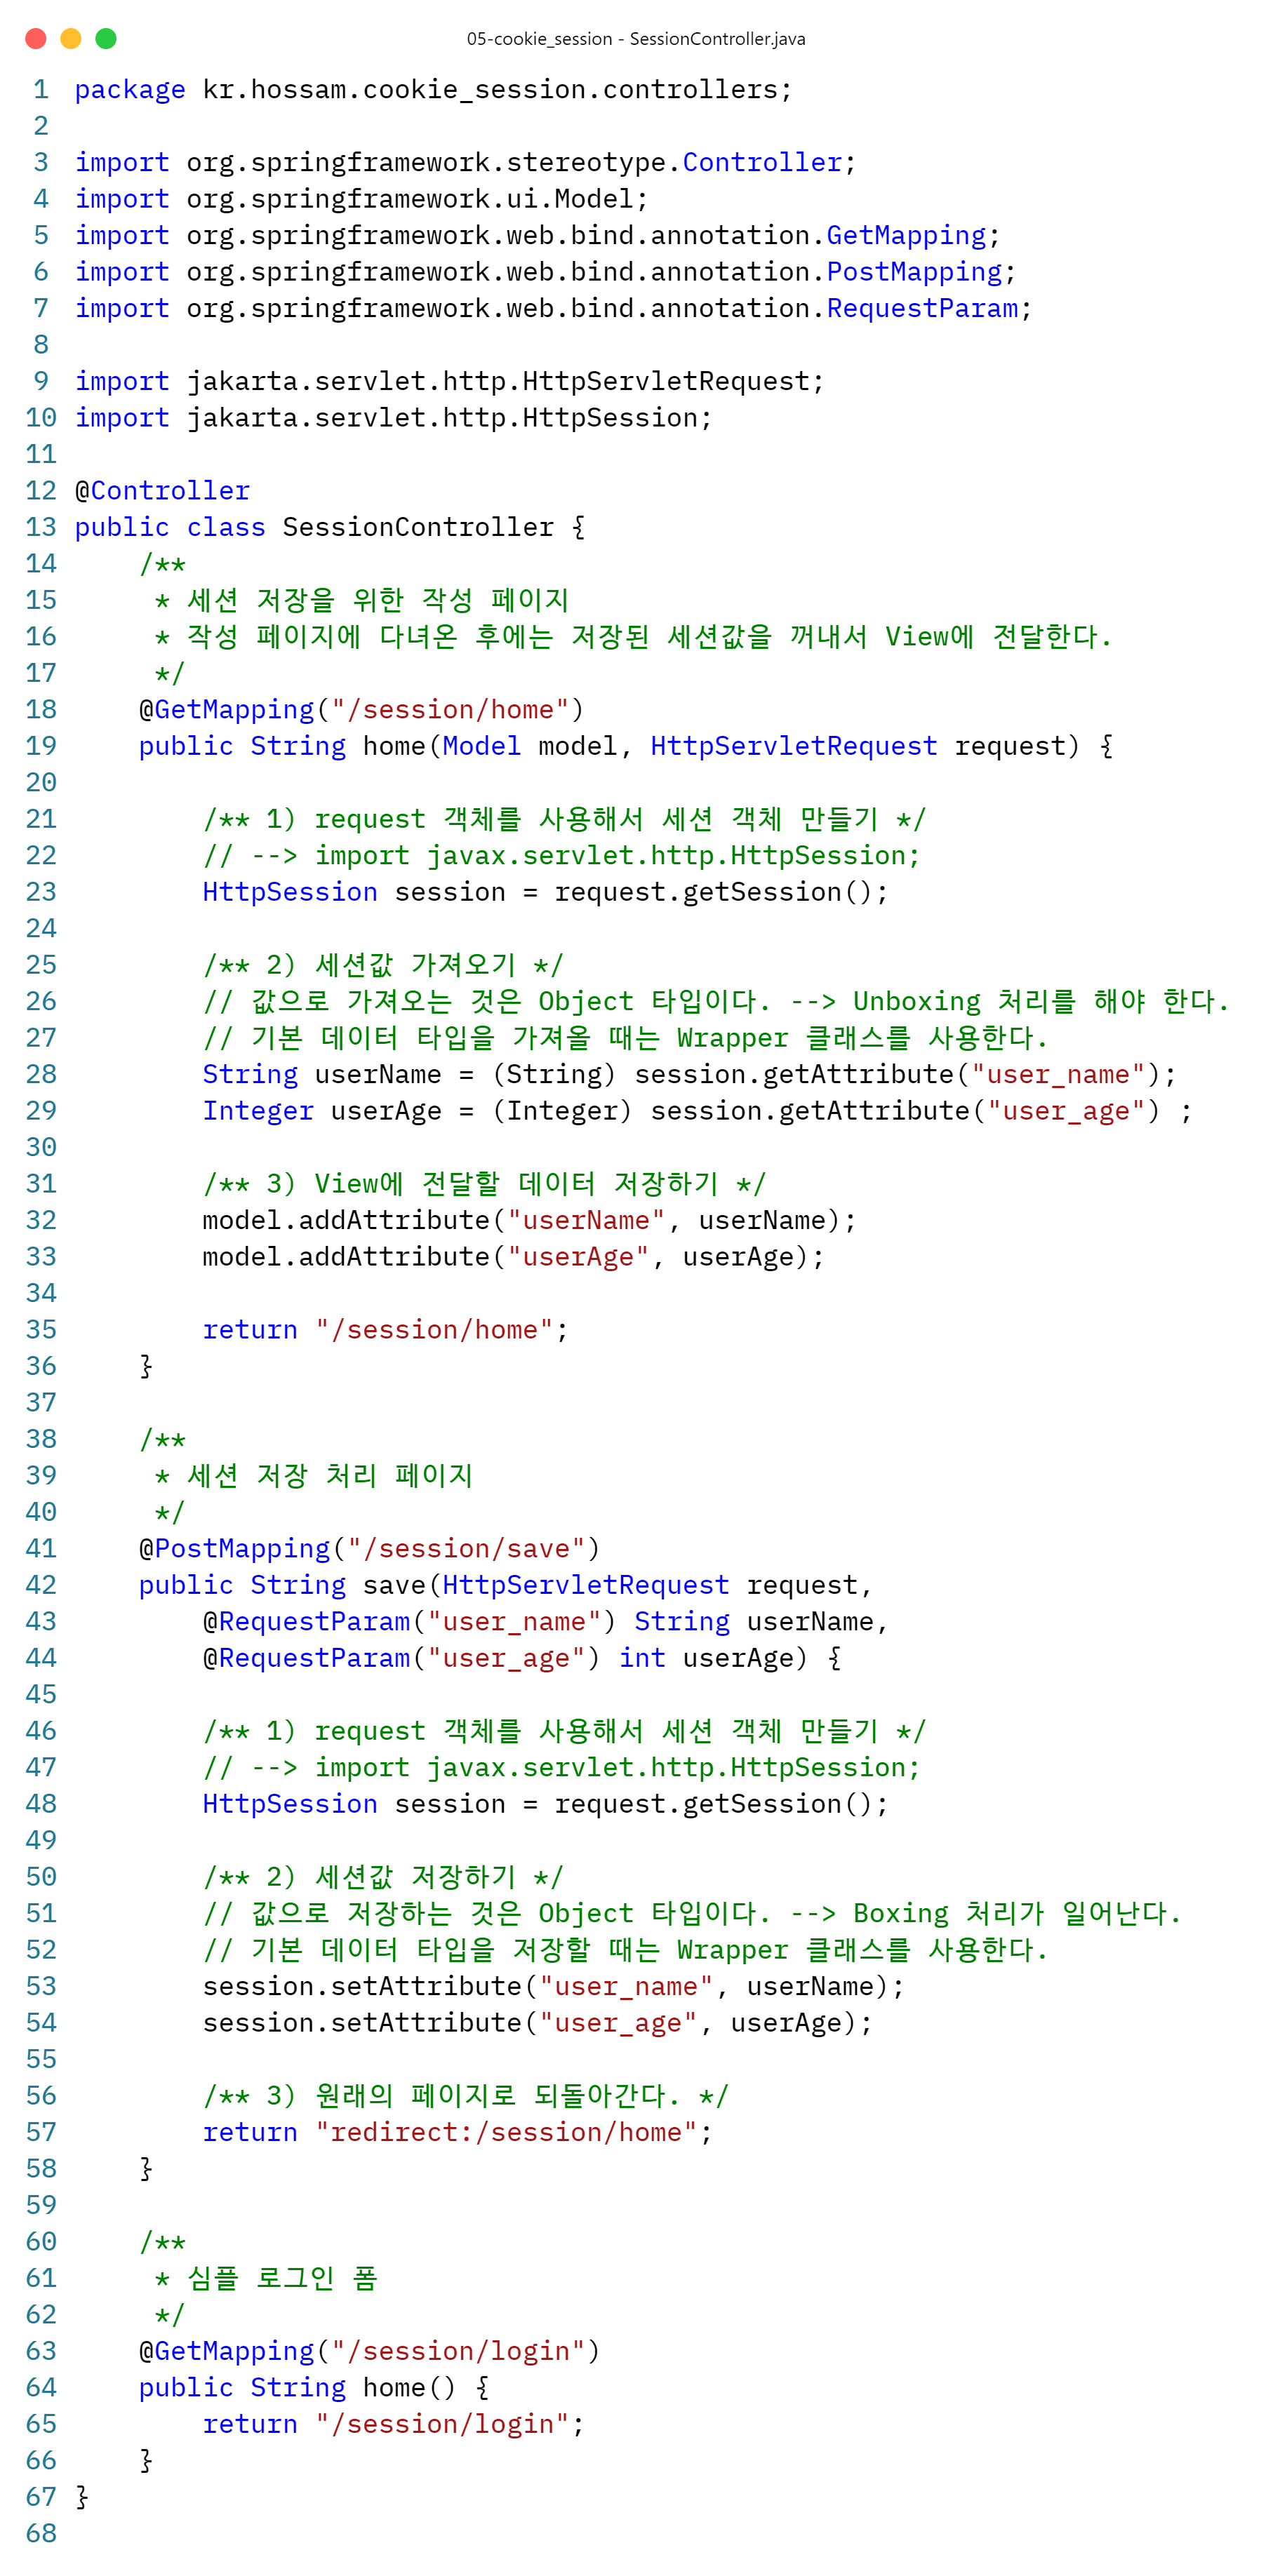 05-cookie_session - SessionController.java
1 package kr.hossam.cookie_session.controllers;
2
3 import org.springframework.stereotype.Controller;
4 import org.springframework.ui.Model;
5 import org.springframework.web.bind.annotation.GetMapping;
6 import org.springframework.web.bind.annotation.PostMapping;
7 import org.springframework.web.bind.annotation.RequestParam;
8
9 import jakarta.servlet.http.HttpServletRequest;
10 import jakarta.servlet.http.HttpSession;
11
12 @Controller
13 public class SessionController {
14     /**
15      * 세션 저장을 위한 작성 페이지
16      * 작성 페이지에 다녀온 후에는 저장된 세션값을 꺼내서 View에 전달한다.
17      */
18     @GetMapping("/session/home")
19     public String home(Model model, HttpServletRequest request) {
20
21         /** 1) request 객체를 사용해서 세션 객체 만들기 */
22         // --> import javax.servlet.http.HttpSession;
23         HttpSession session = request.getSession();
24
25         /** 2) 세션값 가져오기 */
26         // 값으로 가져오는 것은 Object 타입이다. --> Unboxing 처리를 해야 한다.
27         // 기본 데이터 타입을 가져올 때는 Wrapper 클래스를 사용한다.
28         String userName = (String) session.getAttribute("user_name");
29         Integer userAge = (Integer) session.getAttribute("user_age") ;
30
31         /** 3) View에 전달할 데이터 저장하기 */
32         model.addAttribute("userName", userName);
33         model.addAttribute("userAge", userAge);
34
35         return "/session/home";
36     }
37
38     /**
39      * 세션 저장 처리 페이지
40      */
41     @PostMapping("/session/save")
42     public String save(HttpServletRequest request,
43         @RequestParam("user_name") String userName,
44         @RequestParam("user_age") int userAge) {
45
46         /** 1) request 객체를 사용해서 세션 객체 만들기 */
47         // --> import javax.servlet.http.HttpSession;
48         HttpSession session = request.getSession();
49
50         /** 2) 세션값 저장하기 */
51         // 값으로 저장하는 것은 Object 타입이다. --> Boxing 처리가 일어난다.
52         // 기본 데이터 타입을 저장할 때는 Wrapper 클래스를 사용한다.
53         session.setAttribute("user_name", userName);
54         session.setAttribute("user_age", userAge);
55
56         /** 3) 원래의 페이지로 되돌아간다. */
57         return "redirect:/session/home";
58     }
59
60     /**
61      * 심플 로그인 폼
62      */
63     @GetMapping("/session/login")
64     public String home() {
65         return "/session/login";
66     }
67 }
68